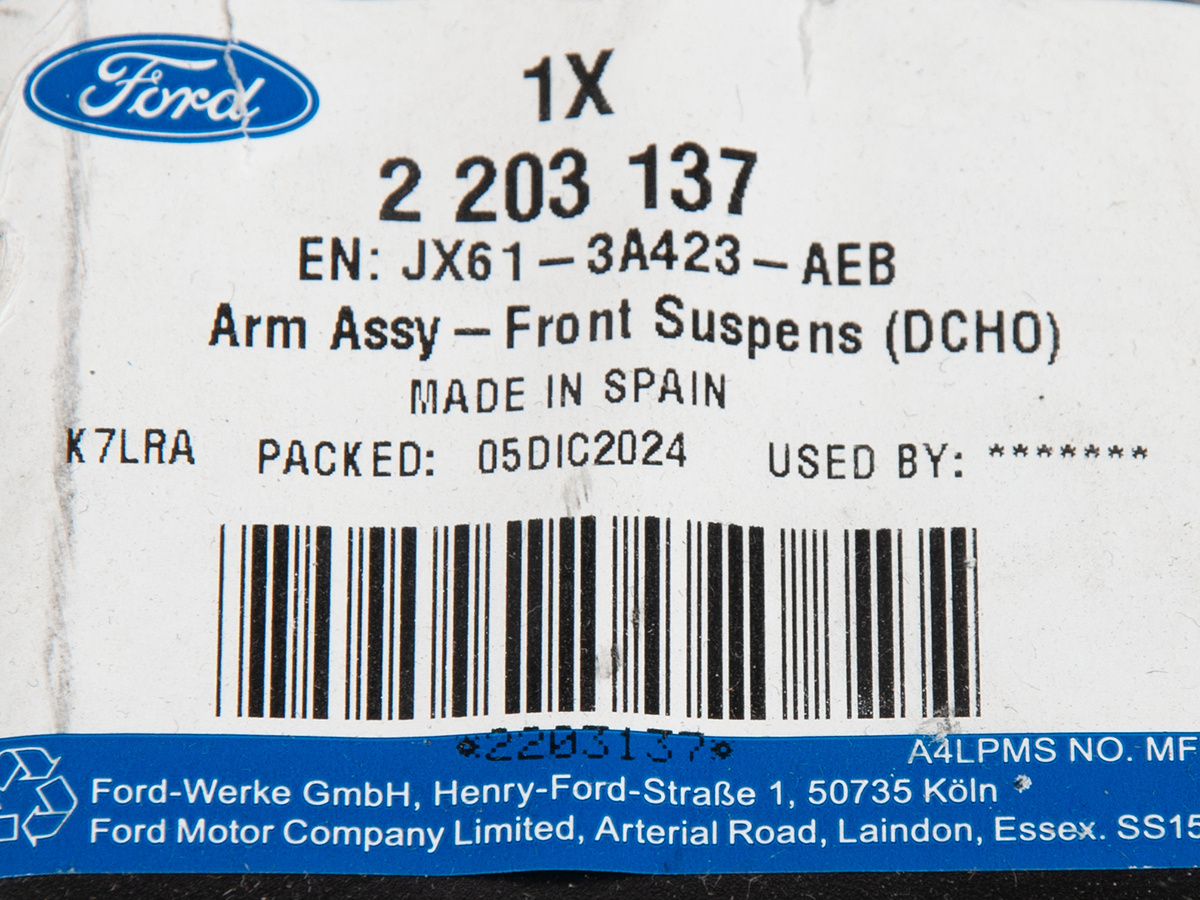 Ford
1X
2 203 137
EN: JX61-3A423-AEB
Arm Assy-Front Suspens (DCHO)
MADE IN SPAIN
K7LRA PACKED: 05DIC2024 USED BY: *******
*2203137*
A4LPMS NO. MF
Ford-Werke GmbH, Henry-Ford-Straße 1, 50735 Köln
Ford Motor Company Limited, Arterial Road, Laindon, Essex. SS15